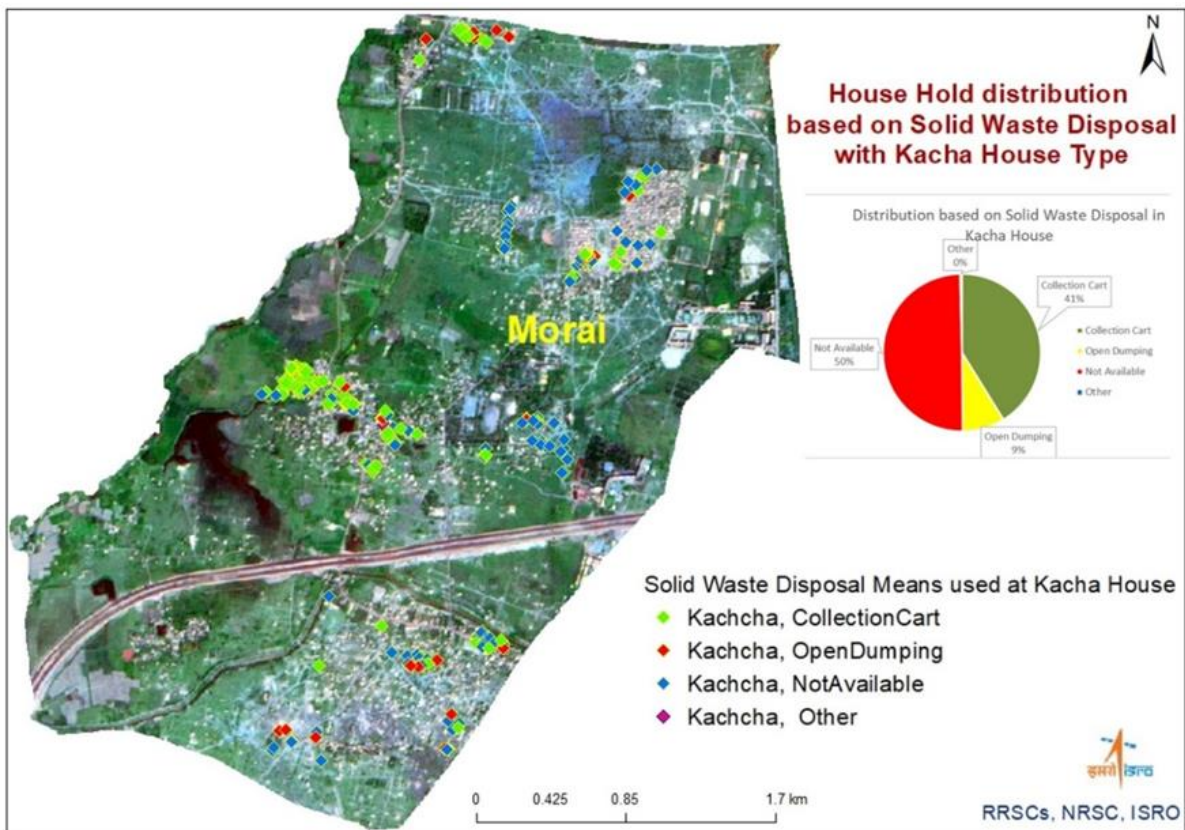 N
House Hold distribution
based on Solid Waste Disposal
with Kacha House Type
Distribution based on Solid Waste Disposal in
Kacha House
Other
0%
Collection Cart
41%
Not Available
50%
Open Dumping
9%
Collection Cart
Open Dumping
Not Available
Other
Morai
Solid Waste Disposal Means used at Kacha House
Kachcha, CollectionCart
Kachcha, OpenDumping
Kachcha, NotAvailable
Kachcha, Other
0 0.425 0.85 1.7 km
इसरो isro
RRSCs, NRSC, ISRO